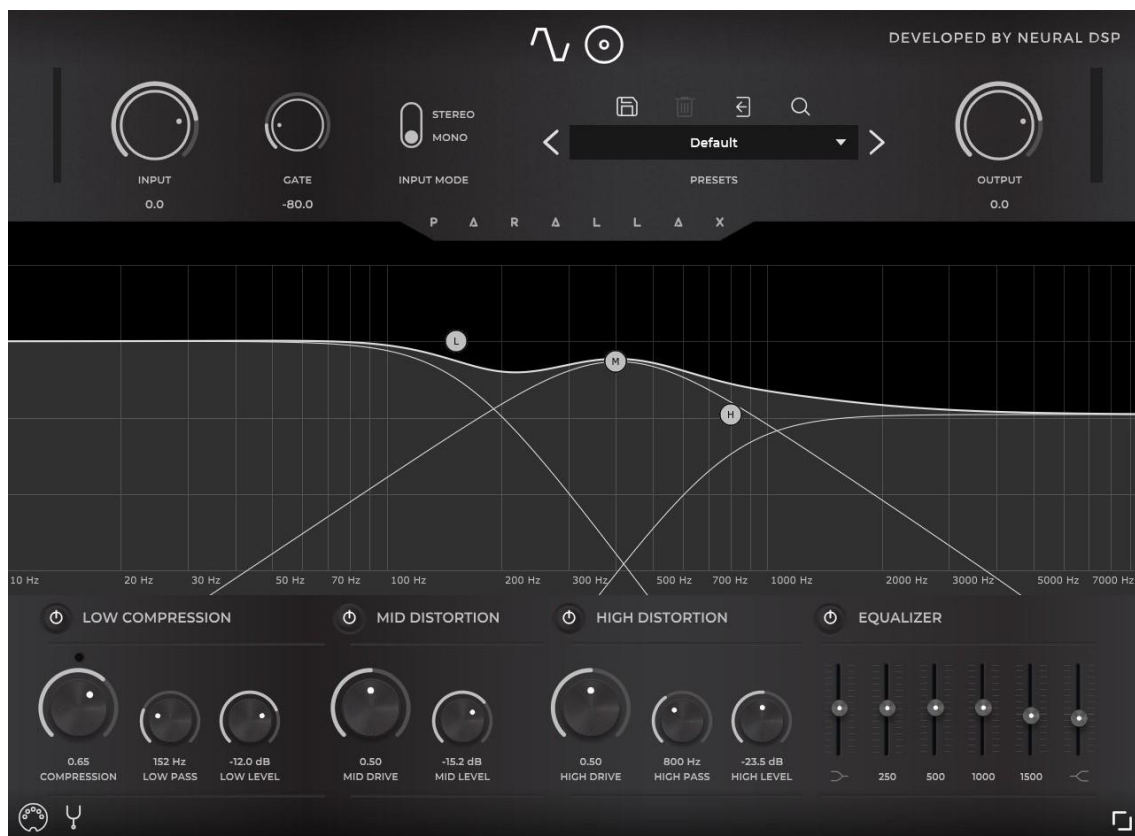 DEVELOPED BY NEURAL DSP
STEREO
MONO
Default
INPUT
GATE
INPUT MODE
PRESETS
OUTPUT
0.0
-80.0
0.0
PARALLAX
L
M
H
10 Hz 20 Hz 30 Hz 50 Hz 70 Hz 100 Hz 200 Hz 300 Hz 500 Hz 700 Hz 1000 Hz 2000 Hz 3000 Hz 5000 Hz 7000 Hz
LOW COMPRESSION MID DISTORTION HIGH DISTORTION EQUALIZER
0.65 152 Hz -12.0 dB 0.50 -15.2 dB 0.50 800 Hz -23.5 dB
COMPRESSION LOW PASS LOW LEVEL MID DRIVE MID LEVEL HIGH DRIVE HIGH PASS HIGH LEVEL 250 500 1000 1500